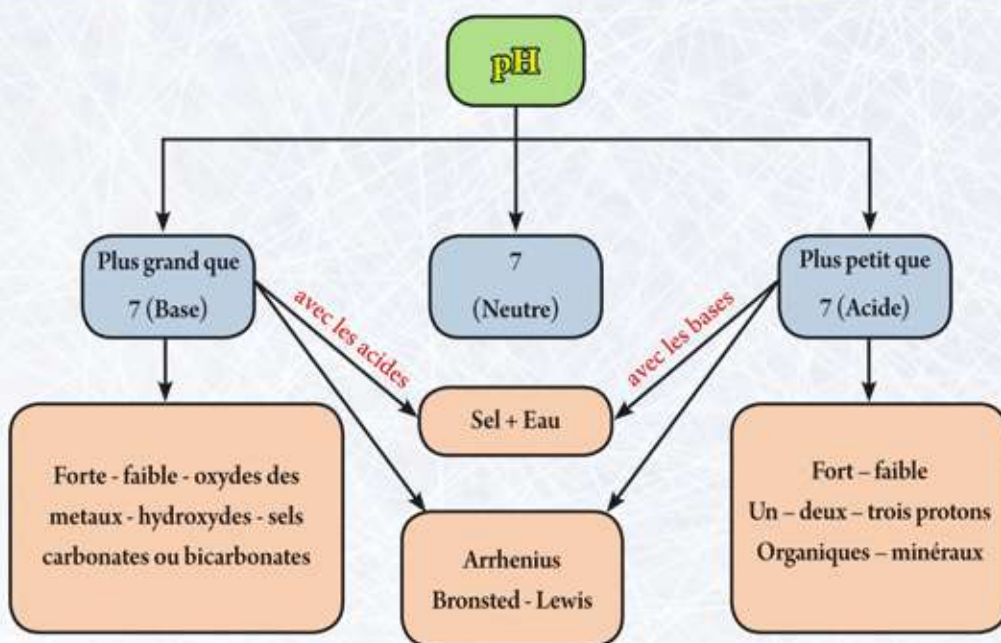 pH
Plus grand que
7 (Base)
7
(Neutre)
Plus petit que
7 (Acide)
avec les acides
avec les bases
Sel + Eau
Forte - faible - oxydes des
metaux - hydroxydes - sels
carbonates ou bicarbonates
Arrhenius
Bronsted - Lewis
Fort – faible
Un – deux – trois protons
Organiques – minéraux